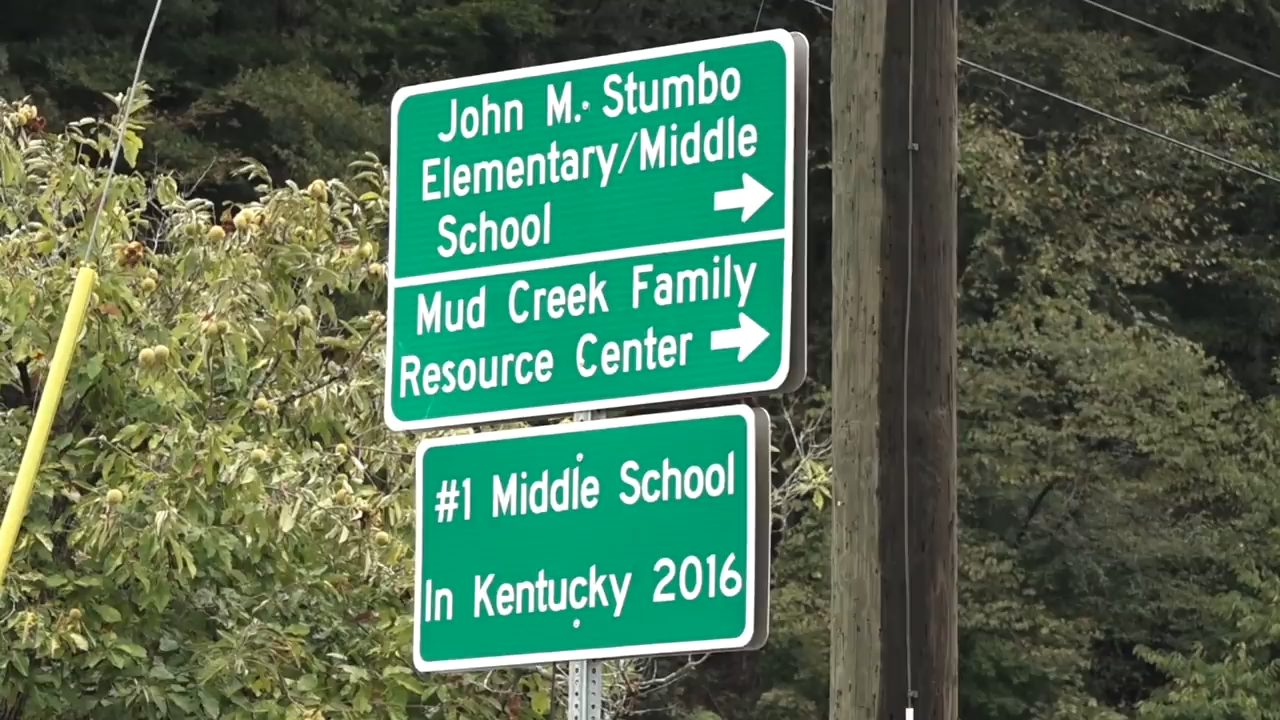 John M. Stumbo
Elementary/Middle
School
Mud Creek Family
Resource Center
#1 Middle School
In Kentucky 2016